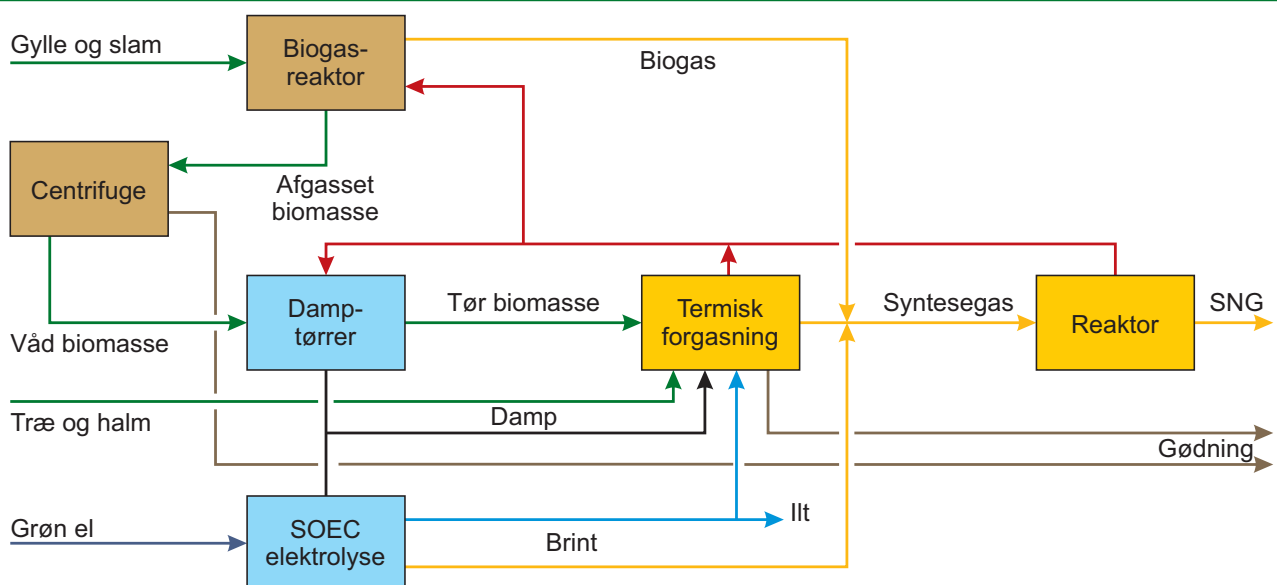 Gylle og slam
Biogas-
reaktor
Biogas
Centrifuge
Afgasset
biomasse
Damp-
tørrer
Tør biomasse
Termisk
forgasning
Syntesegas
Reaktor
SNG
Våd biomasse
Træ og halm
Damp
Gødning
Grøn el
SOEC
elektrolyse
Ilt
Brint